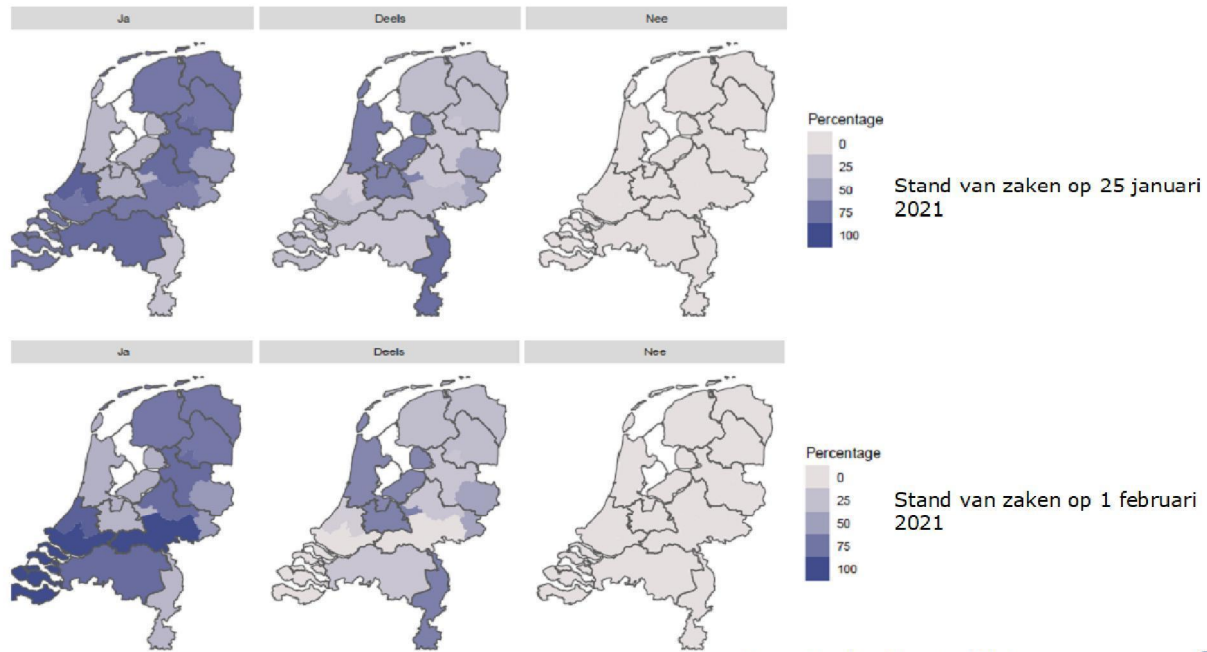 Ja
Deels
Nee
Percentage
0
25
50
75
100
Stand van zaken op 25 januari
2021
Ja
Deels
Nee
Percentage
0
25
50
75
100
Stand van zaken op 1 februari
2021